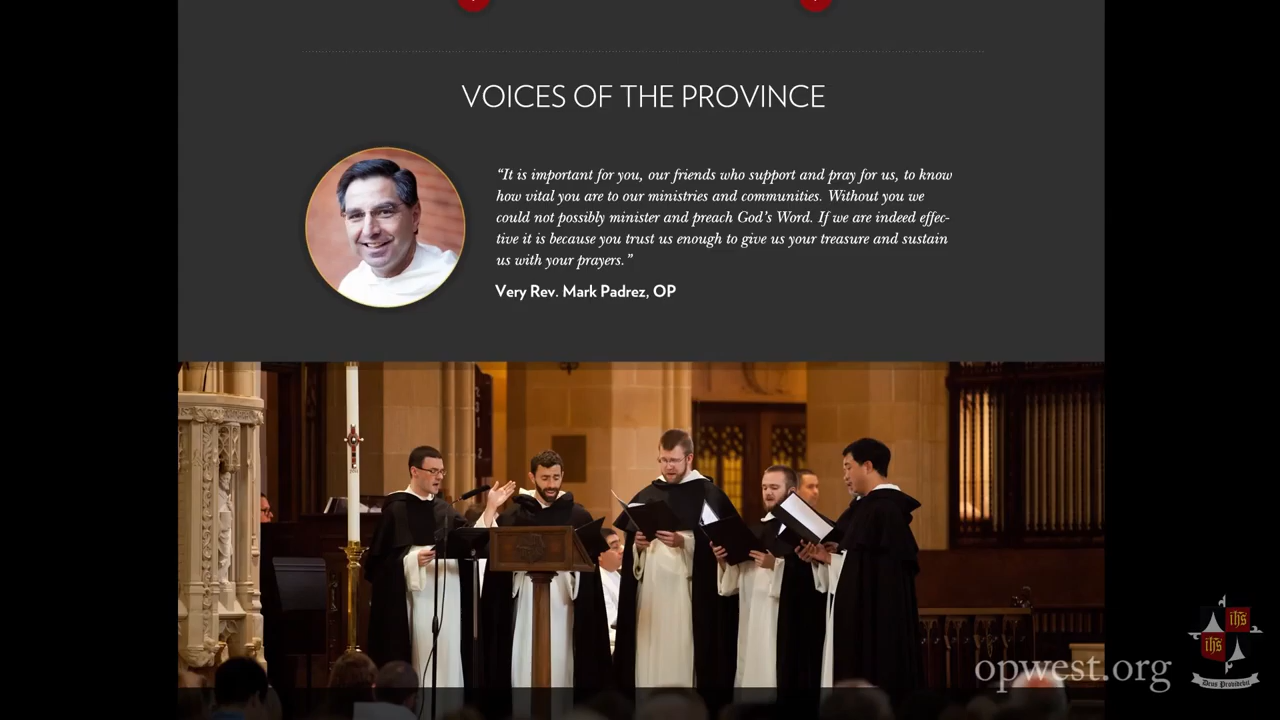 VOICES OF THE PROVINCE
“It is important for you, our friends who support and pray for us, to know
how vital you are to our ministries and communities. Without you we
could not possibly minister and preach God’s Word. If we are indeed effec-
tive it is because you trust us enough to give us your treasure and sustain
us with your prayers.”
Very Rev. Mark Padrez, OP
ihs
ihs
opwest.org
Deus Providebit